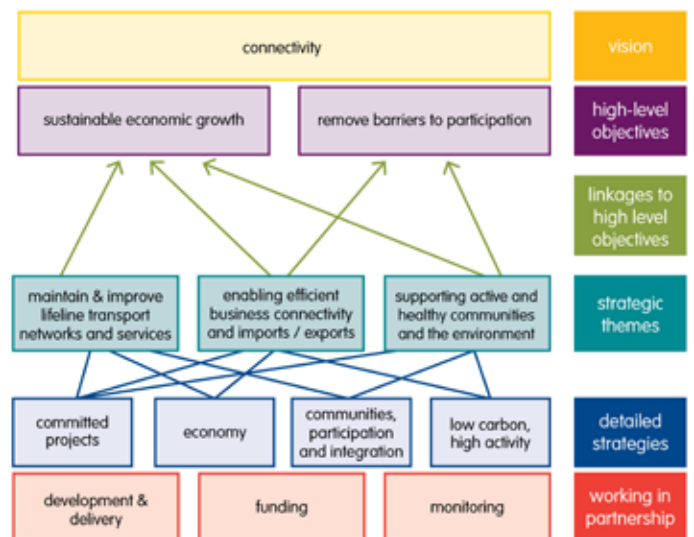 connectivity
vision
sustainable economic growth
remove barriers to participation
high-level
objectives
linkages to
high level
objectives
maintain & improve
lifeline transport
networks and services
enabling efficient
business connectivity
and imports / exports
supporting active and
healthy communities
and the environment
strategic
themes
committed
projects
economy
communities,
participation
and integration
low carbon,
high activity
detailed
strategies
development &
delivery
funding
monitoring
working in
partnership